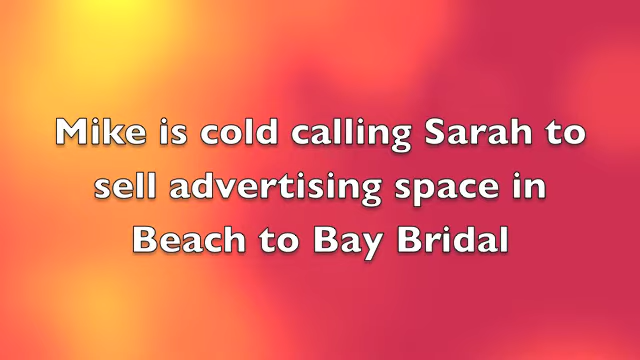 Mike is cold calling Sarah to
sell advertising space in
Beach to Bay Bridal